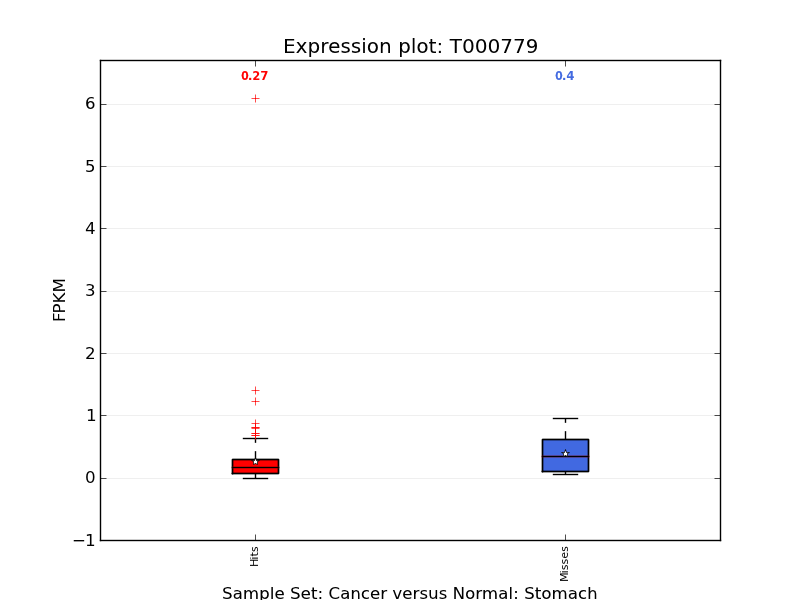 Expression plot: T000779
0.27
0.4
6
5
4
3
2
1
0
−1
FPKM
Hits
Misses
Sample Set: Cancer versus Normal: Stomach